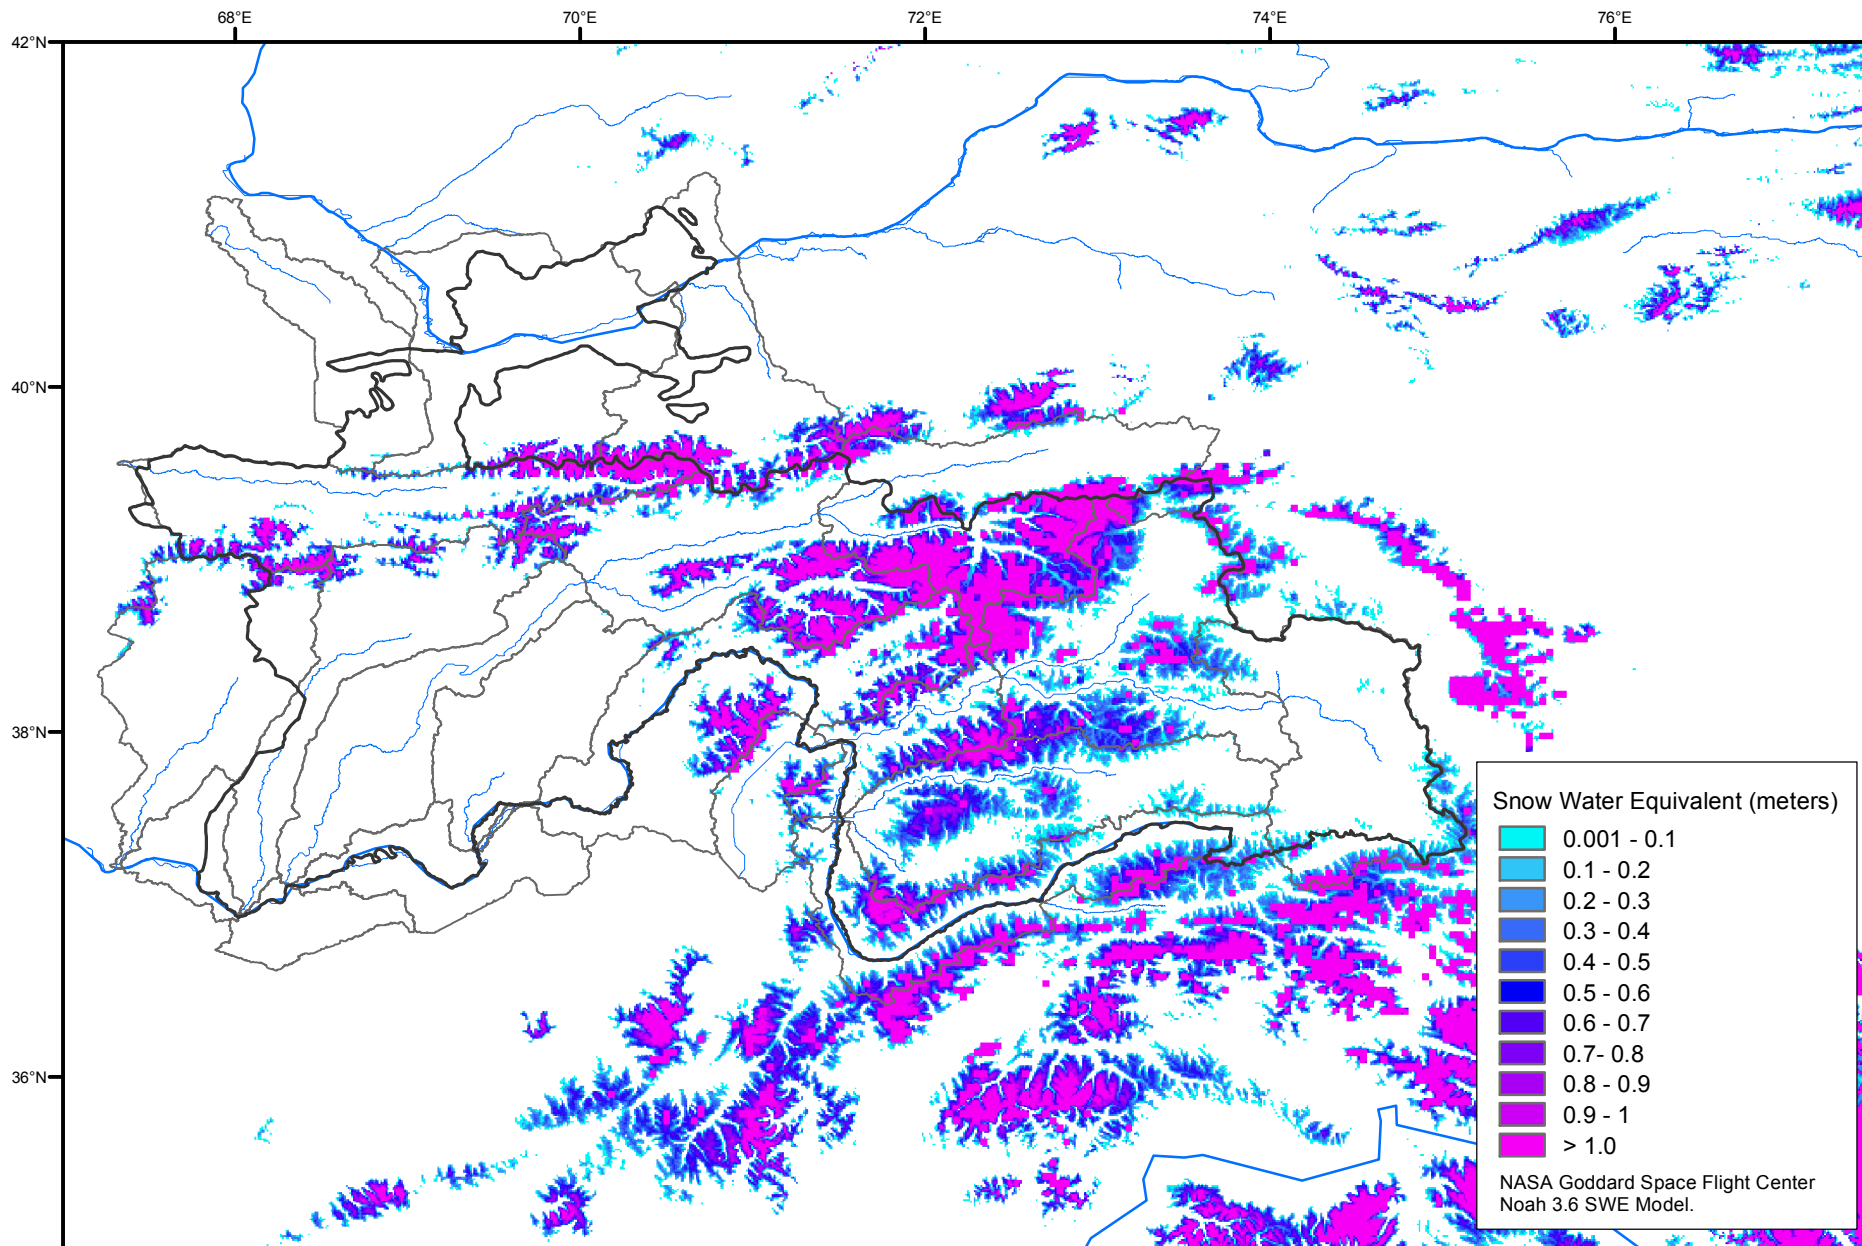 68°E
70°E
72°E
74°E
76°E
42°N
40°N
38°N
36°N
Snow Water Equivalent (meters)
0.001 - 0.1
0.1 - 0.2
0.2 - 0.3
0.3 - 0.4
0.4 - 0.5
0.5 - 0.6
0.6 - 0.7
0.7- 0.8
0.8 - 0.9
0.9 - 1
> 1.0
NASA Goddard Space Flight Center
Noah 3.6 SWE Model.